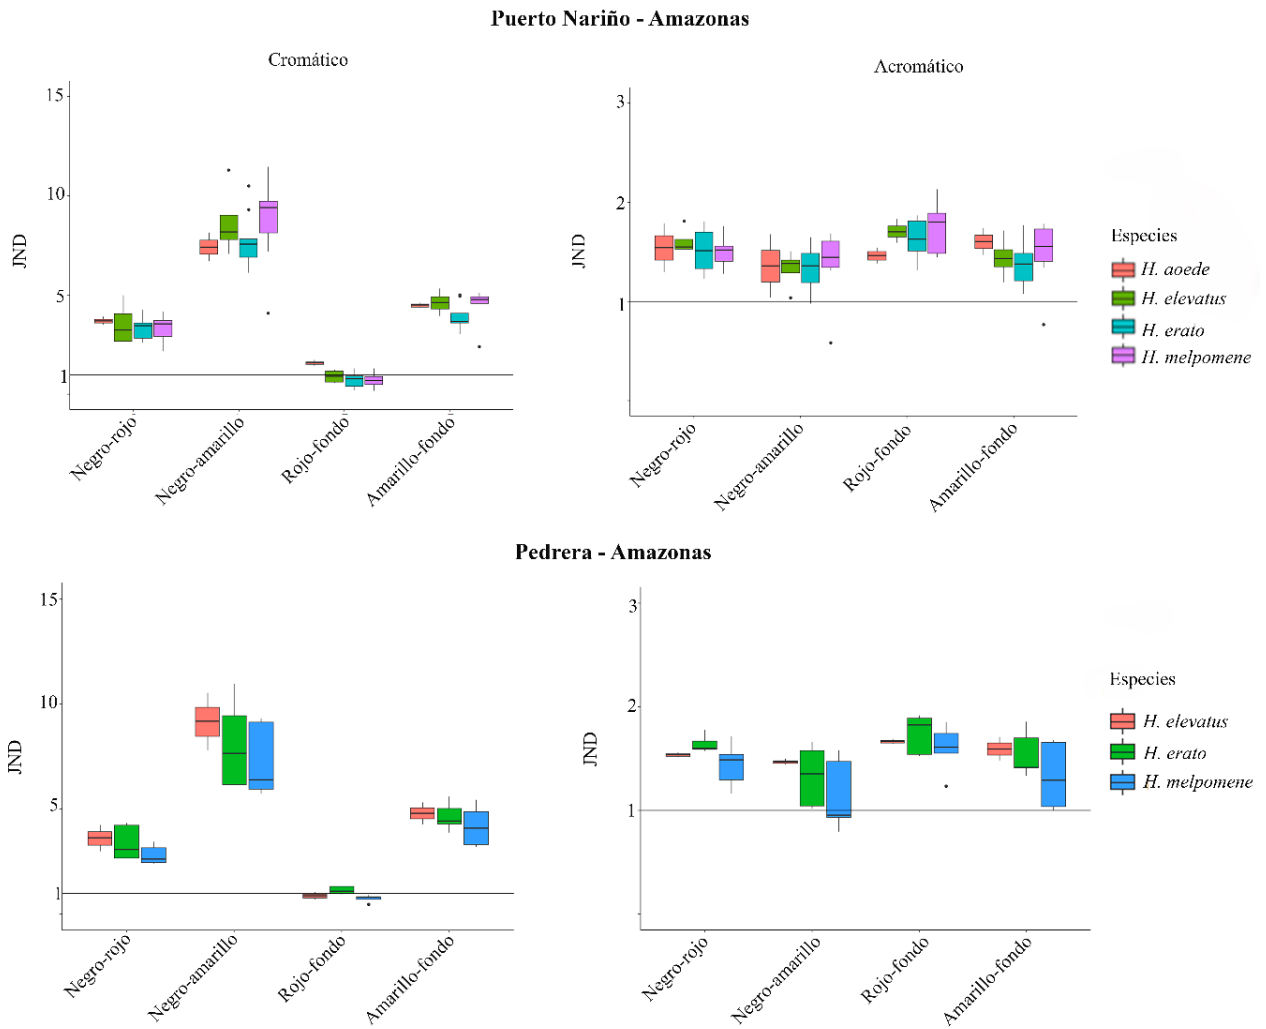 Puerto Nariño - Amazonas
Cromático
Acromático
15
10
5
1
JND
Negro-rojo
Negro-amarillo
Rojo-fondo
Amarillo-fondo
3
2
1
JND
Negro-rojo
Negro-amarillo
Rojo-fondo
Amarillo-fondo
Especies
H. aoede
H. elevatus
H. erato
H. melpomene
Pedrera - Amazonas
15
10
5
1
JND
Negro-rojo
Negro-amarillo
Rojo-fondo
Amarillo-fondo
3
2
1
JND
Negro-rojo
Negro-amarillo
Rojo-fondo
Amarillo-fondo
Especies
H. elevatus
H. erato
H. melpomene